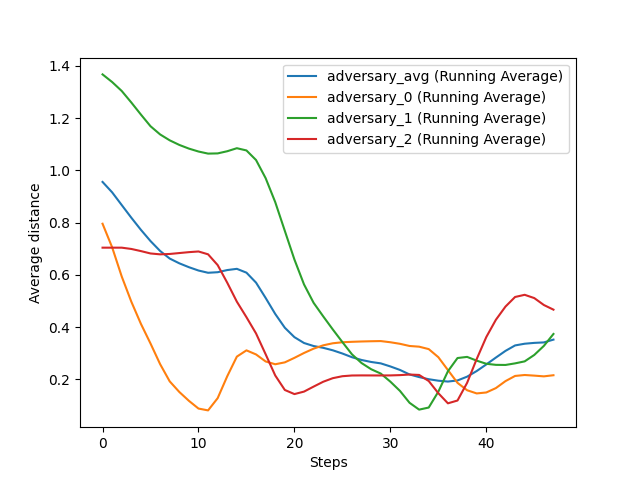 1.4
1.2
1.0
0.8
0.6
0.4
0.2
Average distance
adversary_avg (Running Average)
adversary_0 (Running Average)
adversary_1 (Running Average)
adversary_2 (Running Average)
0
10
20
30
40
Steps